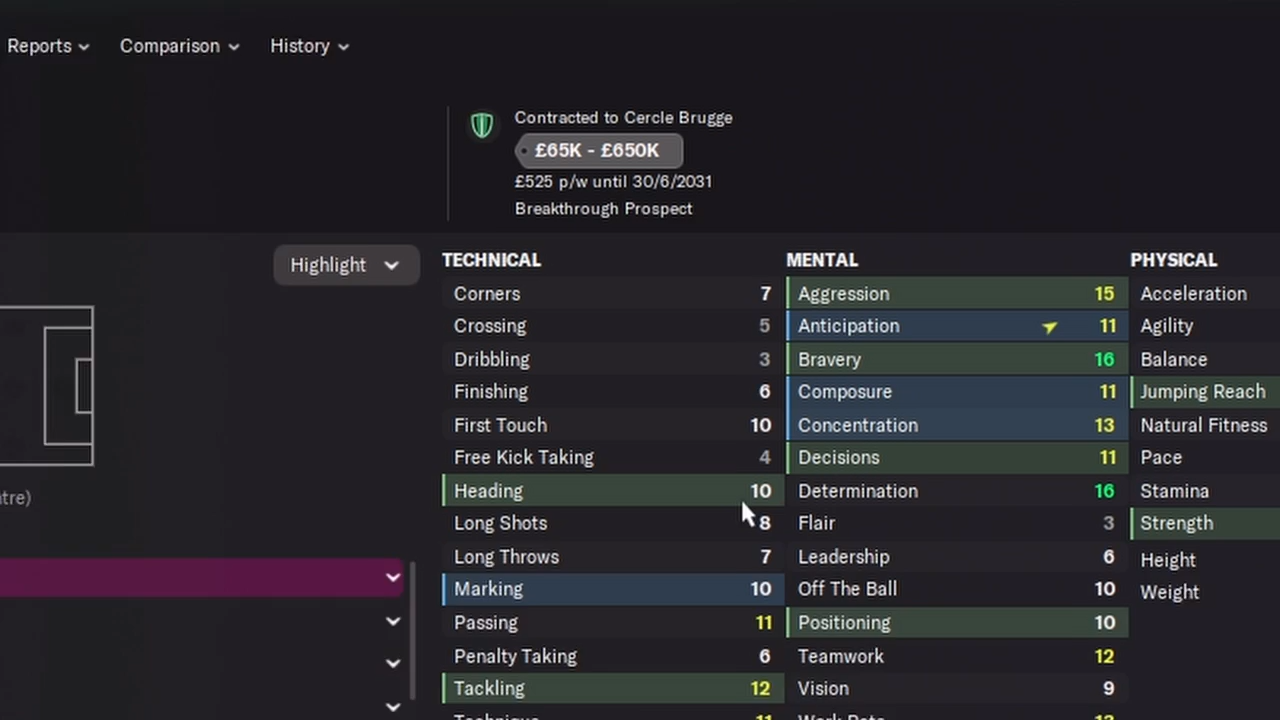 Reports Comparison History
Contracted to Cercle Brugge
£65K - £650K
£525 p/w until 30/6/2031
Breakthrough Prospect
Highlight TECHNICAL MENTAL PHYSICAL
Corners 7 Aggression 15 Acceleration
Crossing 5 Anticipation 11 Agility
Dribbling 3 Bravery 16 Balance
Finishing 6 Composure 11 Jumping Reach
First Touch 10 Concentration 13 Natural Fitness
Free Kick Taking 4 Decisions 11 Pace
Heading 10 Determination 16 Stamina
Long Shots 8 Flair 3 Strength
Long Throws 7 Leadership 6 Height
Marking 10 Off The Ball 10 Weight
Passing 11 Positioning 10
Penalty Taking 6 Teamwork 12
Tackling 12 Vision 9
Technique 11 Work Rate